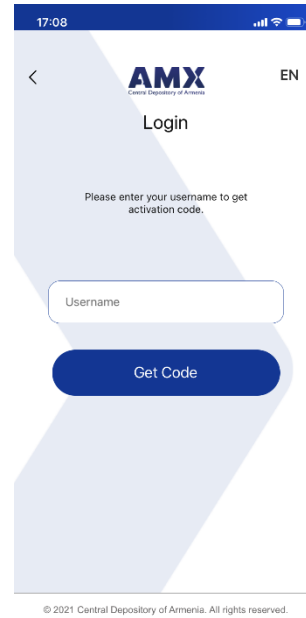 17:08
AMX
Central Depository of Armenia
EN
Login
Please enter your username to get
activation code.
Username
Get Code
© 2021 Central Depository of Armenia. All rights reserved.